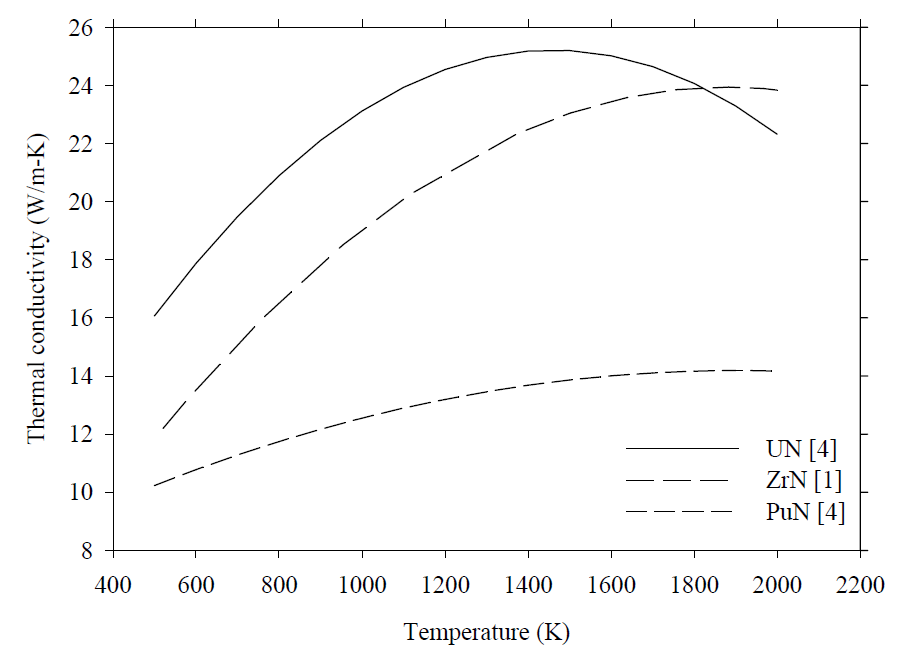 26
24
22
20
18
16
14
12
10
8
Thermal conductivity (W/m-K)
UN [4]
ZrN [1]
PuN [4]
400 600 800 1000 1200 1400 1600 1800 2000 2200
Temperature (K)